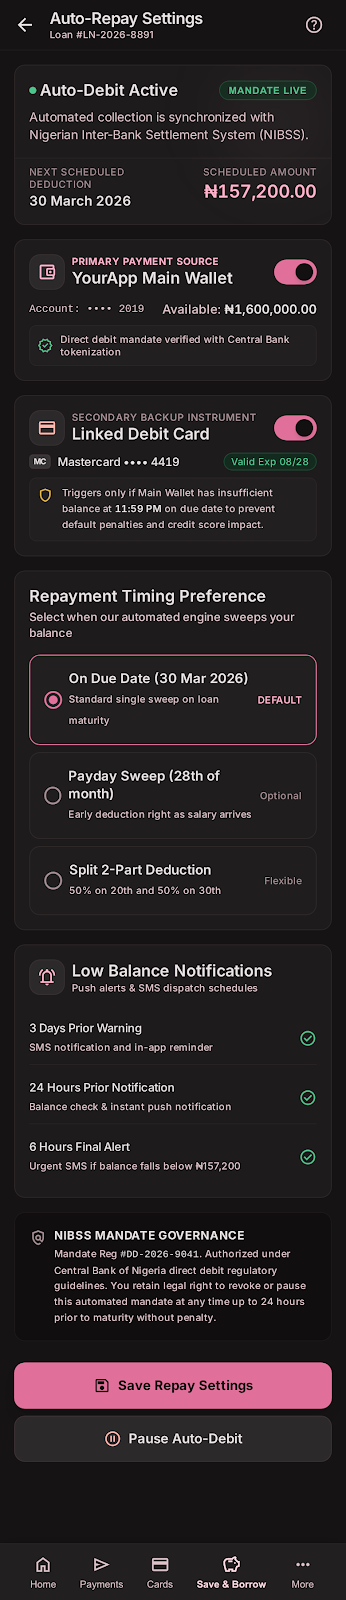 Auto-Repay Settings
Loan #LN-2026-8891
Auto-Debit Active
MANDATE LIVE
Automated collection is synchronized with
Nigerian Inter-Bank Settlement System (NIBSS).
NEXT SCHEDULED
DEDUCTION
30 March 2026
SCHEDULED AMOUNT
₦157,200.00
PRIMARY PAYMENT SOURCE
YourApp Main Wallet
Account: •••• 2019
Available: ₦1,600,000.00
Direct debit mandate verified with Central Bank
tokenization
SECONDARY BACKUP INSTRUMENT
Linked Debit Card
MC
Mastercard •••• 4419
Valid Exp 08/28
Triggers only if Main Wallet has insufficient
balance at 11:59 PM on due date to prevent
default penalties and credit score impact.
Repayment Timing Preference
Select when our automated engine sweeps your
balance
On Due Date (30 Mar 2026)
Standard single sweep on loan
maturity
DEFAULT
Payday Sweep (28th of
month)
Early deduction right as salary arrives
Optional
Split 2-Part Deduction
50% on 20th and 50% on 30th
Flexible
Low Balance Notifications
Push alerts & SMS dispatch schedules
3 Days Prior Warning
SMS notification and in-app reminder
24 Hours Prior Notification
Balance check & instant push notification
6 Hours Final Alert
Urgent SMS if balance falls below ₦157,200
NIBSS MANDATE GOVERNANCE
Mandate Reg #DD-2026-9041. Authorized under
Central Bank of Nigeria direct debit regulatory
guidelines. You retain legal right to revoke or pause
this automated mandate at any time up to 24 hours
prior to maturity without penalty.
Save Repay Settings
Pause Auto-Debit
Home
Payments
Cards
Save & Borrow
More